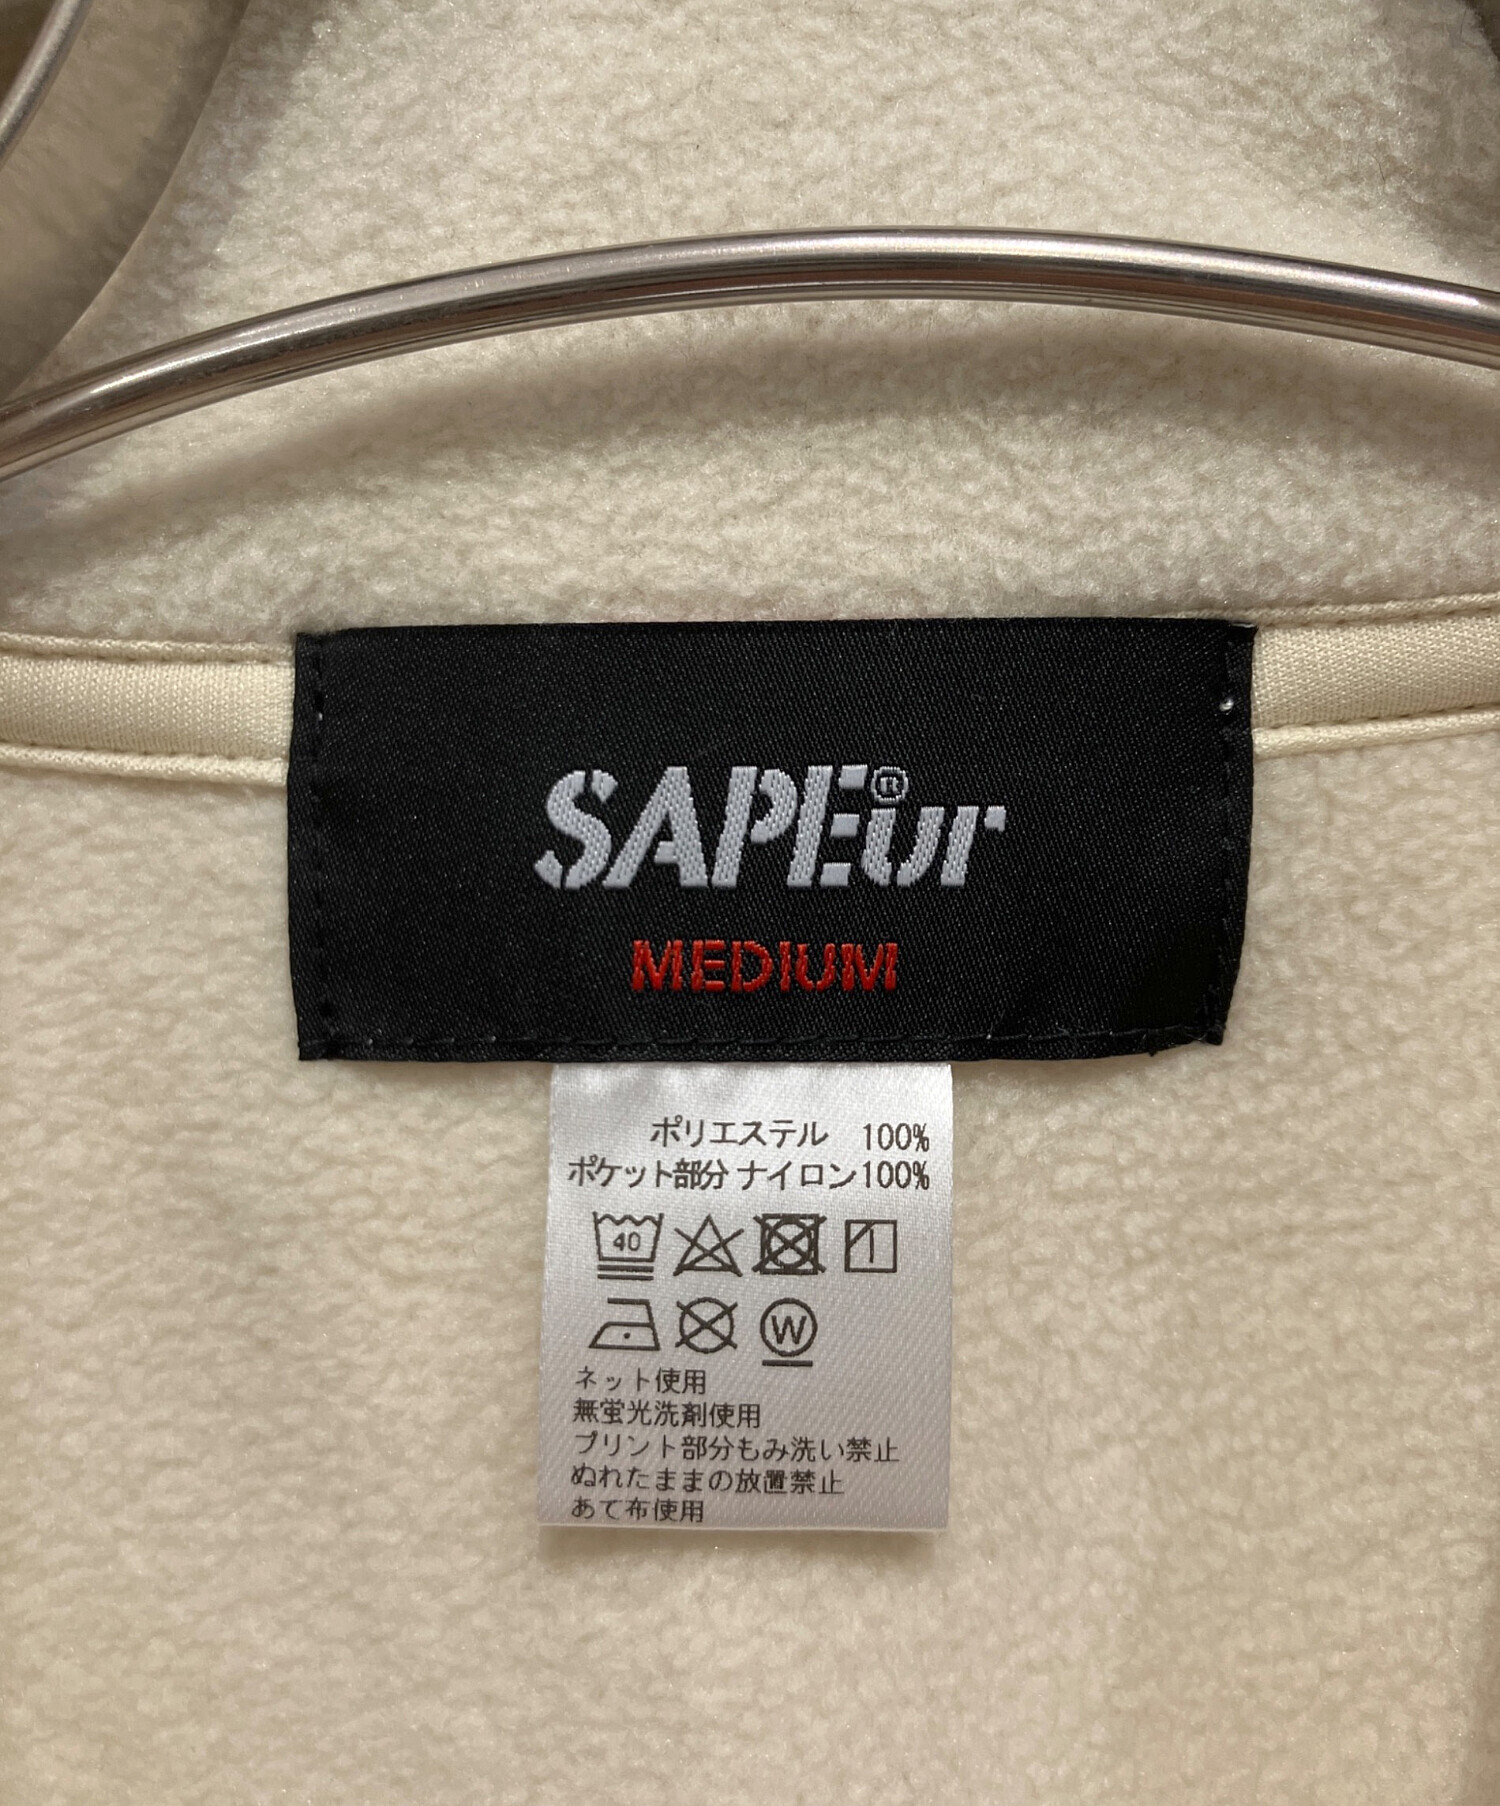 SAPEur®
MEDIUM
ポリエステル 100%
ポケット部分 ナイロン100%
40
W
ネット使用
無蛍光洗剤使用
プリント部分もみ洗い禁止
ぬれたままの放置禁止
あて布使用